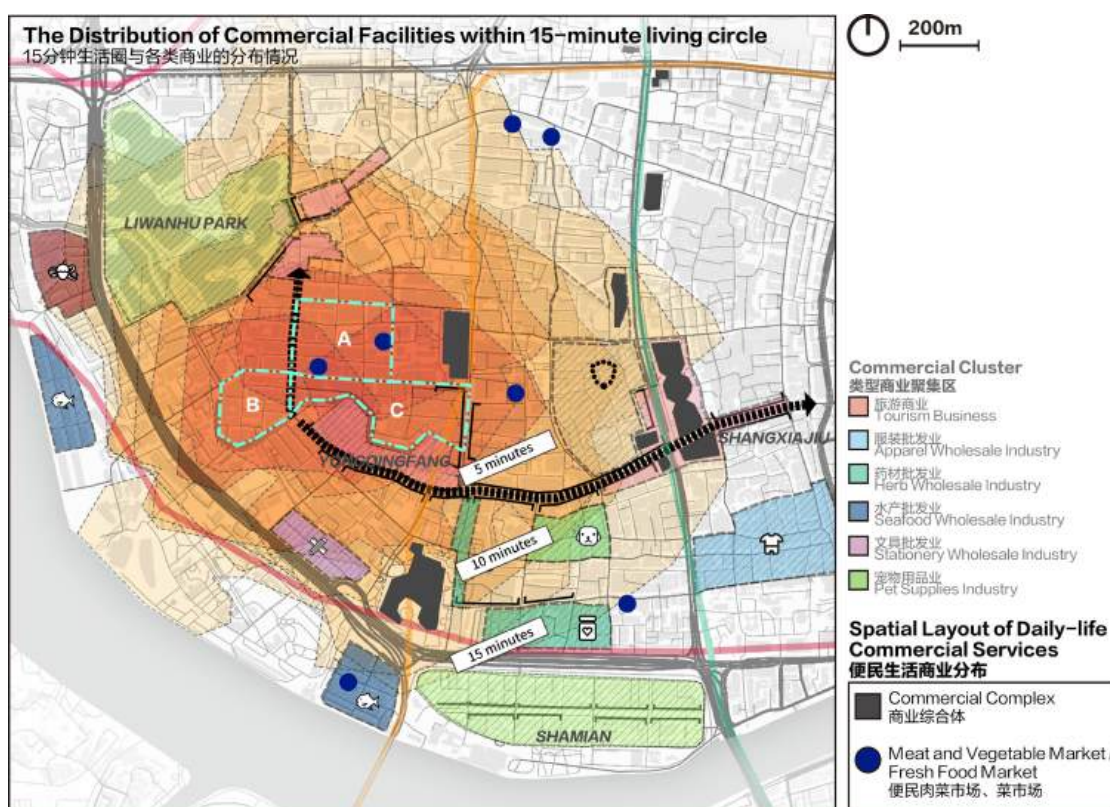 The Distribution of Commercial Facilities within 15-minute living circle
15分钟生活圈与各类商业的分布情况
200m
LIWANHU PARK
A
B
C
YONGQINGFANG
SHANGXIAJIU
5 minutes
10 minutes
15 minutes
SHAMIAN
Commercial Cluster
类型商业聚集区
旅游商业
Tourism Business
服装批发业
Apparel Wholesale Industry
药材批发业
Herb Wholesale Industry
水产批发业
Seafood Wholesale Industry
文具批发业
Stationery Wholesale Industry
宠物用品业
Pet Supplies Industry
Spatial Layout of Daily-life
Commercial Services
便民生活商业分布
Commercial Complex
商业综合体
Meat and Vegetable Market,
Fresh Food Market
便民肉菜市场、菜市场